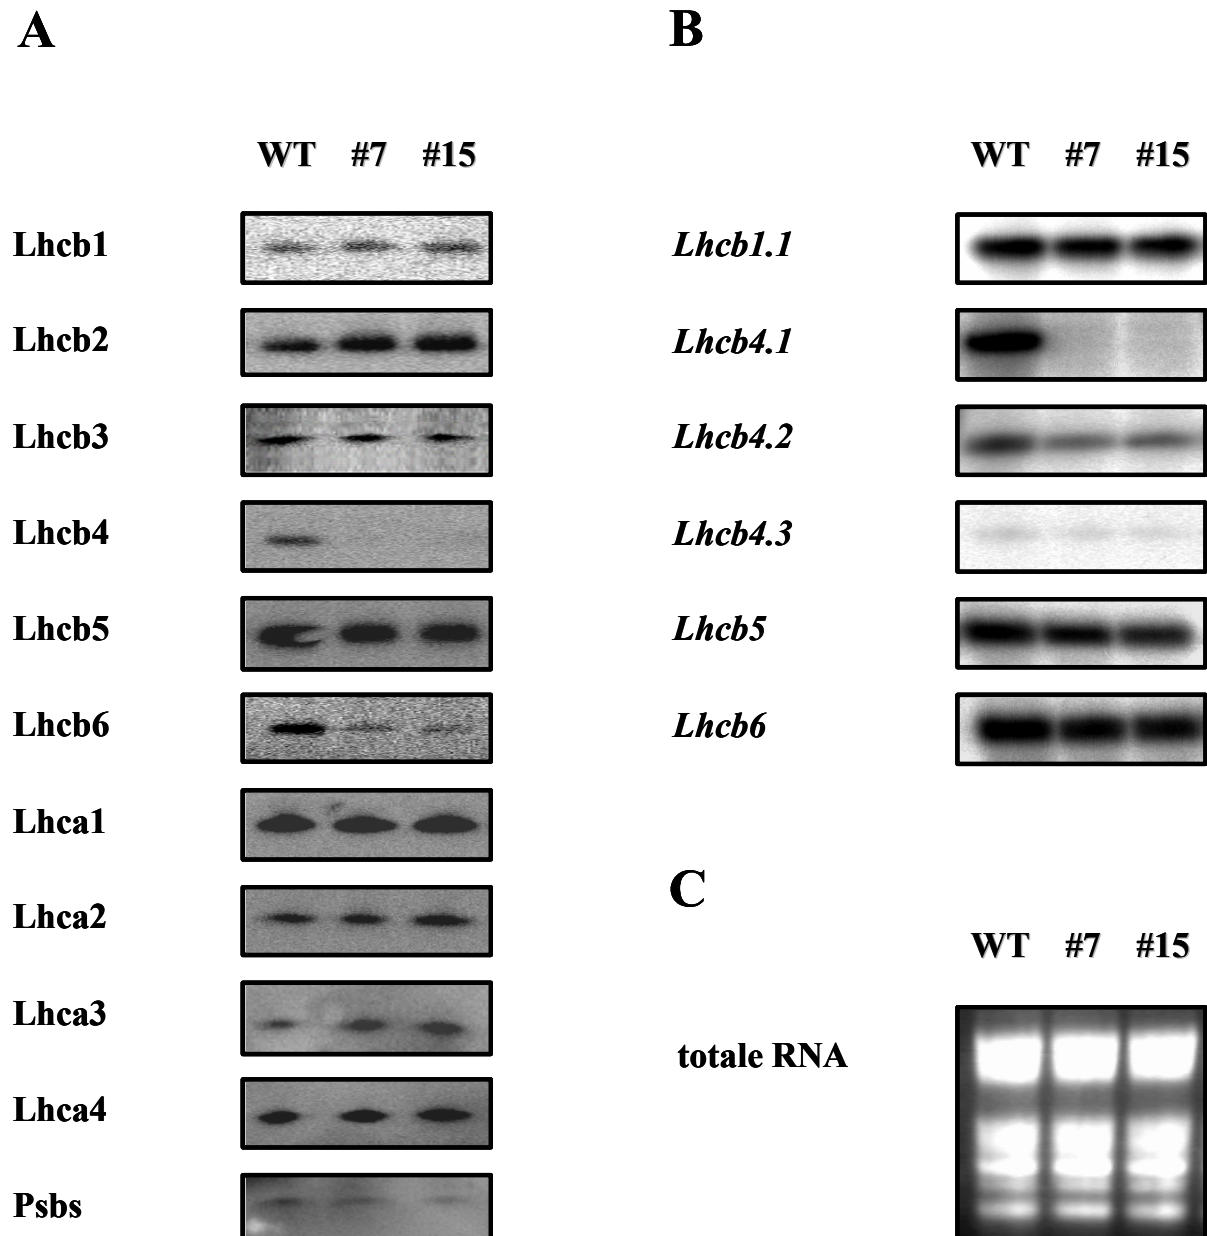 A
WT #7 #15
Lhcb1
Lhcb2
Lhcb3
Lhcb4
Lhcb5
Lhcb6
Lhca1
Lhca2
Lhca3
Lhca4
Psbs
B
WT #7 #15
Lhcb1.1
Lhcb4.1
Lhcb4.2
Lhcb4.3
Lhcb5
Lhcb6
C
WT #7 #15
totale RNA